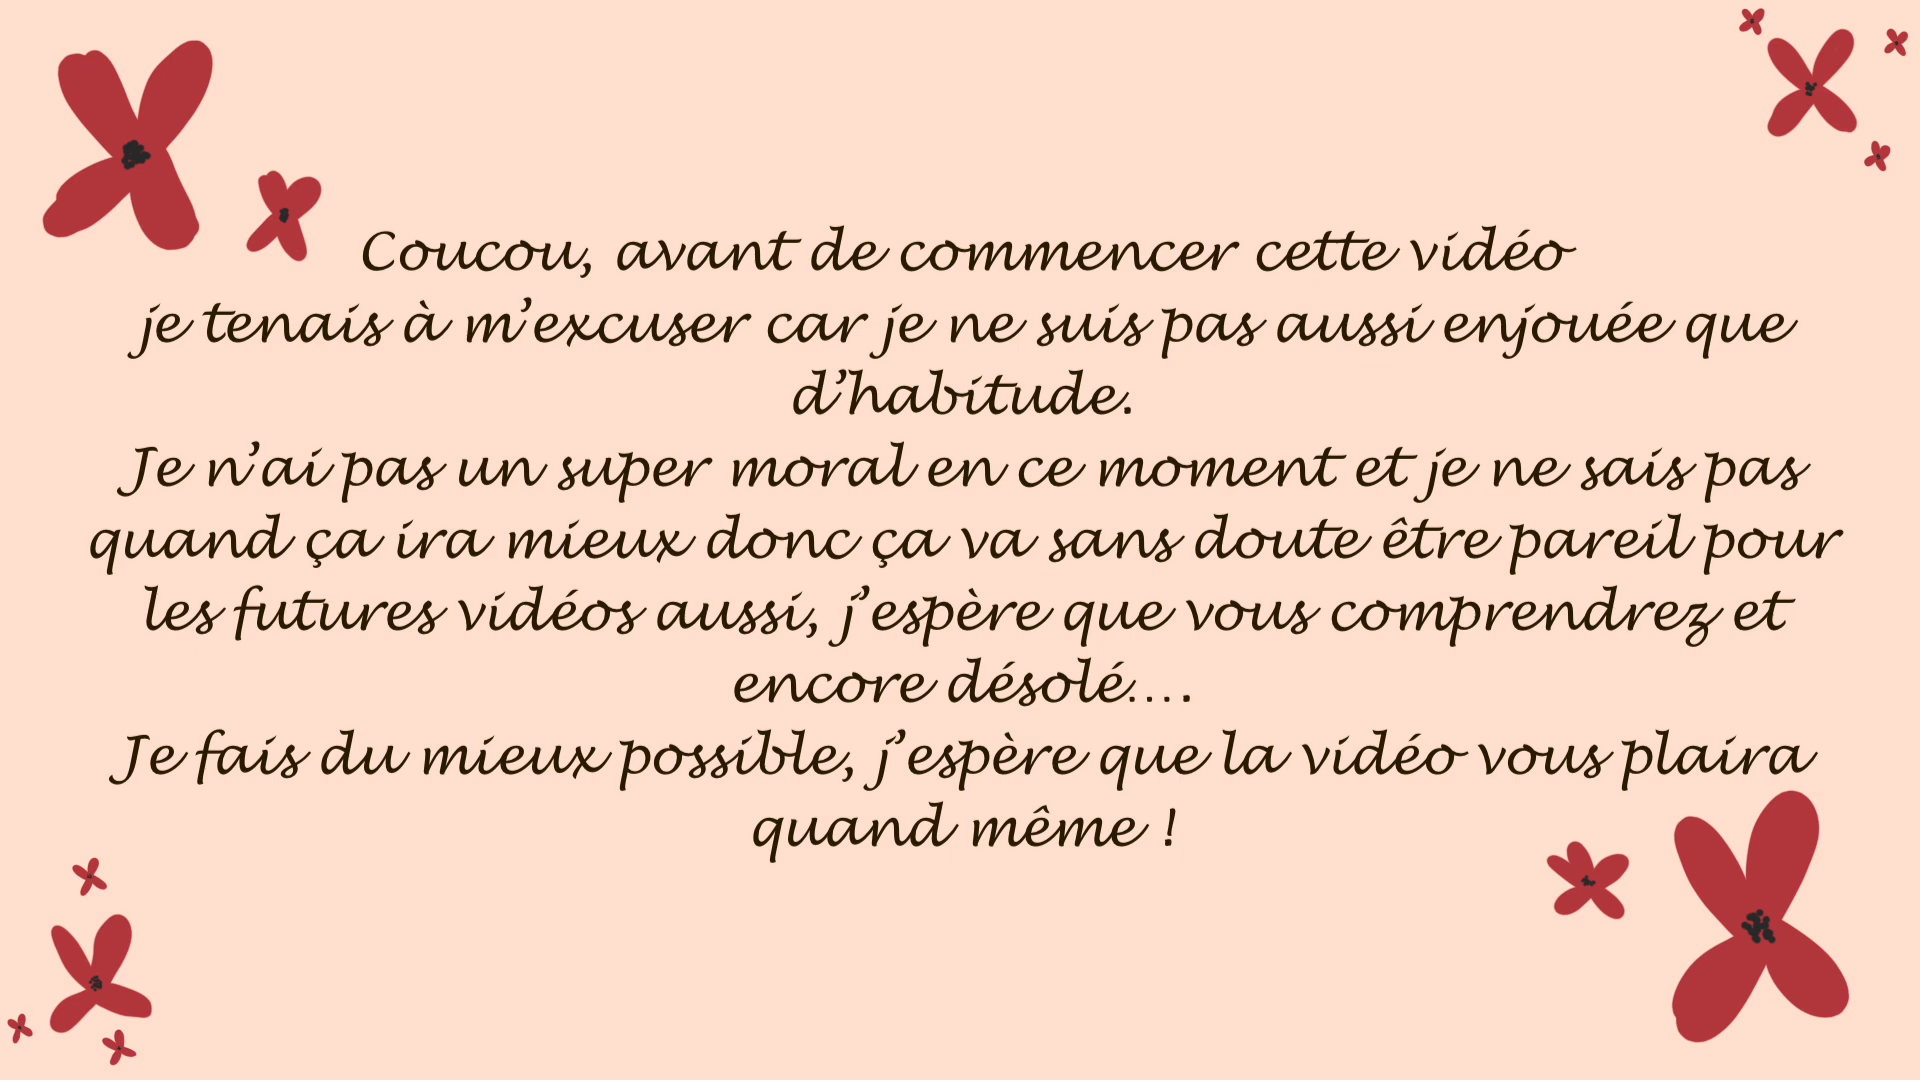 Coucou, avant de commencer cette vidéo
je tenais à m’excuser car je ne suis pas aussi enjouée que
d’habitude.
Je n’ai pas un super moral en ce moment et je ne sais pas
quand ça ira mieux donc ça va sans doute être pareil pour
les futures vidéos aussi, j’espère que vous comprendrez et
encore désolé….
Je fais du mieux possible, j’espère que la vidéo vous plaira
quand même !